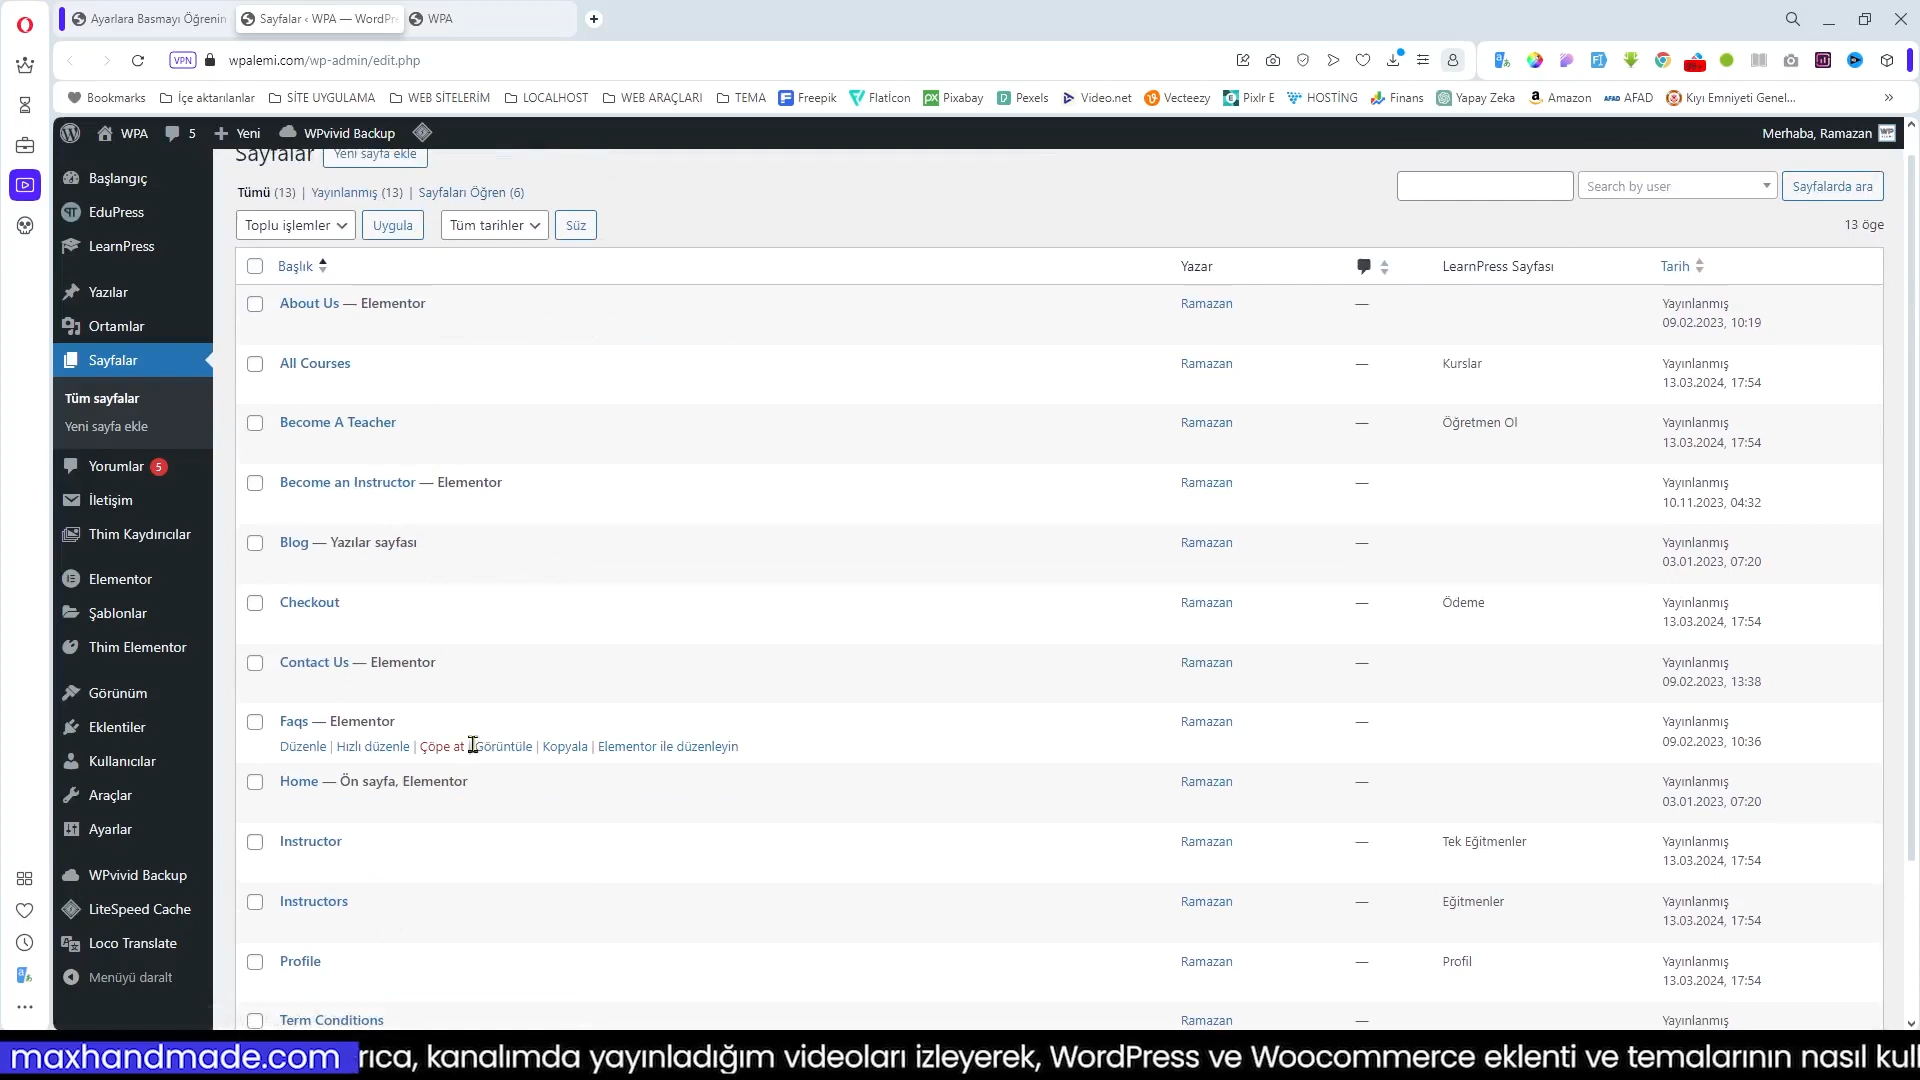 Ayarlara Basmayı Öğrenin
Sayfalar ‹ WPA — WordPre
WPA
VPN
wpalemi.com/wp-admin/edit.php
Bookmarks
İçe aktarılanlar
SİTE UYGULAMA
WEB SİTELERİM
LOCALHOST
WEB ARAÇLARI
TEMA
Freepik
Flatİcon
Pixabay
Pexels
Video.net
Vecteezy
Pixlr E
HOSTİNG
Finans
Yapay Zeka
Amazon
AFAD
Kıyı Emniyeti Genel...
WPA
5
Yeni
WPvivid Backup
Merhaba, Ramazan
Başlangıç
EduPress
LearnPress
Yazılar
Ortamlar
Sayfalar
Tüm sayfalar
Yeni sayfa ekle
Yorumlar 5
İletişim
Thim Kaydırıcılar
Elementor
Şablonlar
Thim Elementor
Görünüm
Eklentiler
Kullanıcılar
Araçlar
Ayarlar
WPvivid Backup
LiteSpeed Cache
Loco Translate
Menüyü daralt
Sayfalar
Yeni sayfa ekle
Tümü (13) | Yayınlanmış (13) | Sayfaları Öğren (6)
Search by user
Sayfalarda ara
Toplu işlemler
Uygula
Tüm tarihler
Süz
13 öge
Başlık
Yazar
LearnPress Sayfası
Tarih
About Us — Elementor
Ramazan
—
Yayınlanmış
09.02.2023, 10:19
All Courses
Ramazan
—
Kurslar
Yayınlanmış
13.03.2024, 17:54
Become A Teacher
Ramazan
—
Öğretmen Ol
Yayınlanmış
13.03.2024, 17:54
Become an Instructor — Elementor
Ramazan
—
Yayınlanmış
10.11.2023, 04:32
Blog — Yazılar sayfası
Ramazan
—
Yayınlanmış
03.01.2023, 07:20
Checkout
Ramazan
—
Ödeme
Yayınlanmış
13.03.2024, 17:54
Contact Us — Elementor
Ramazan
—
Yayınlanmış
09.02.2023, 13:38
Faqs — Elementor
Ramazan
—
Yayınlanmış
Düzenle | Hızlı düzenle | Çöpe at | Görüntüle | Kopyala | Elementor ile düzenleyin
09.02.2023, 10:36
Home — Ön sayfa, Elementor
Ramazan
—
Yayınlanmış
03.01.2023, 07:20
Instructor
Ramazan
—
Tek Eğitmenler
Yayınlanmış
13.03.2024, 17:54
Instructors
Ramazan
—
Eğitmenler
Yayınlanmış
13.03.2024, 17:54
Profile
Ramazan
—
Profil
Yayınlanmış
13.03.2024, 17:54
Term Conditions
Ramazan
—
Yayınlanmış
maxhandmade.com
rıca, kanalımda yayınladığım videoları izleyerek, WordPress ve Woocommerce eklenti ve temalarının nasıl kull